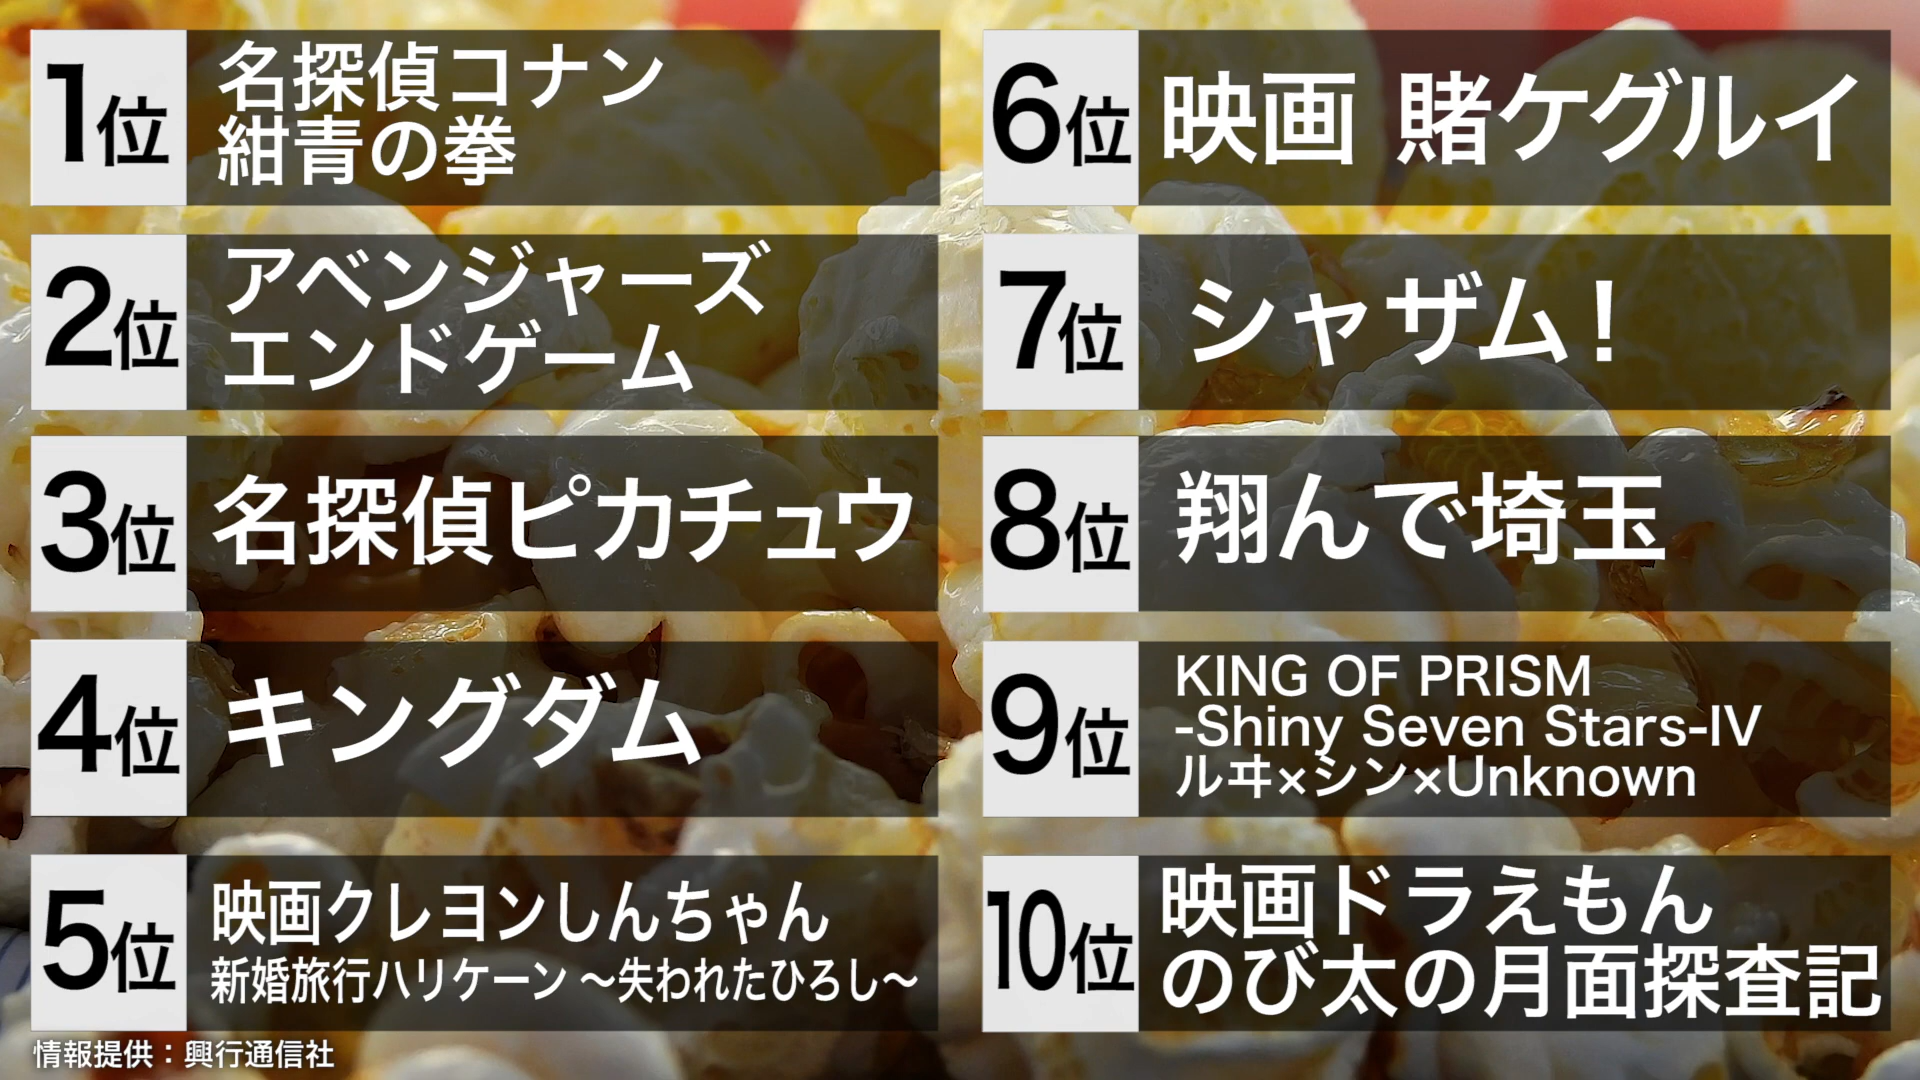 1位
名探偵コナン
紺青の拳
2位
アベンジャーズ
エンドゲーム
3位
名探偵ピカチュウ
4位
キングダム
5位
映画クレヨンしんちゃん
新婚旅行ハリケーン ～失われたひろし～
6位
映画 賭ケグルイ
7位
シャザム！
8位
翔んで埼玉
9位
KING OF PRISM
-Shiny Seven Stars-IV
ルヰ×シン×Unknown
10位
映画ドラえもん
のび太の月面探査記
情報提供：興行通信社